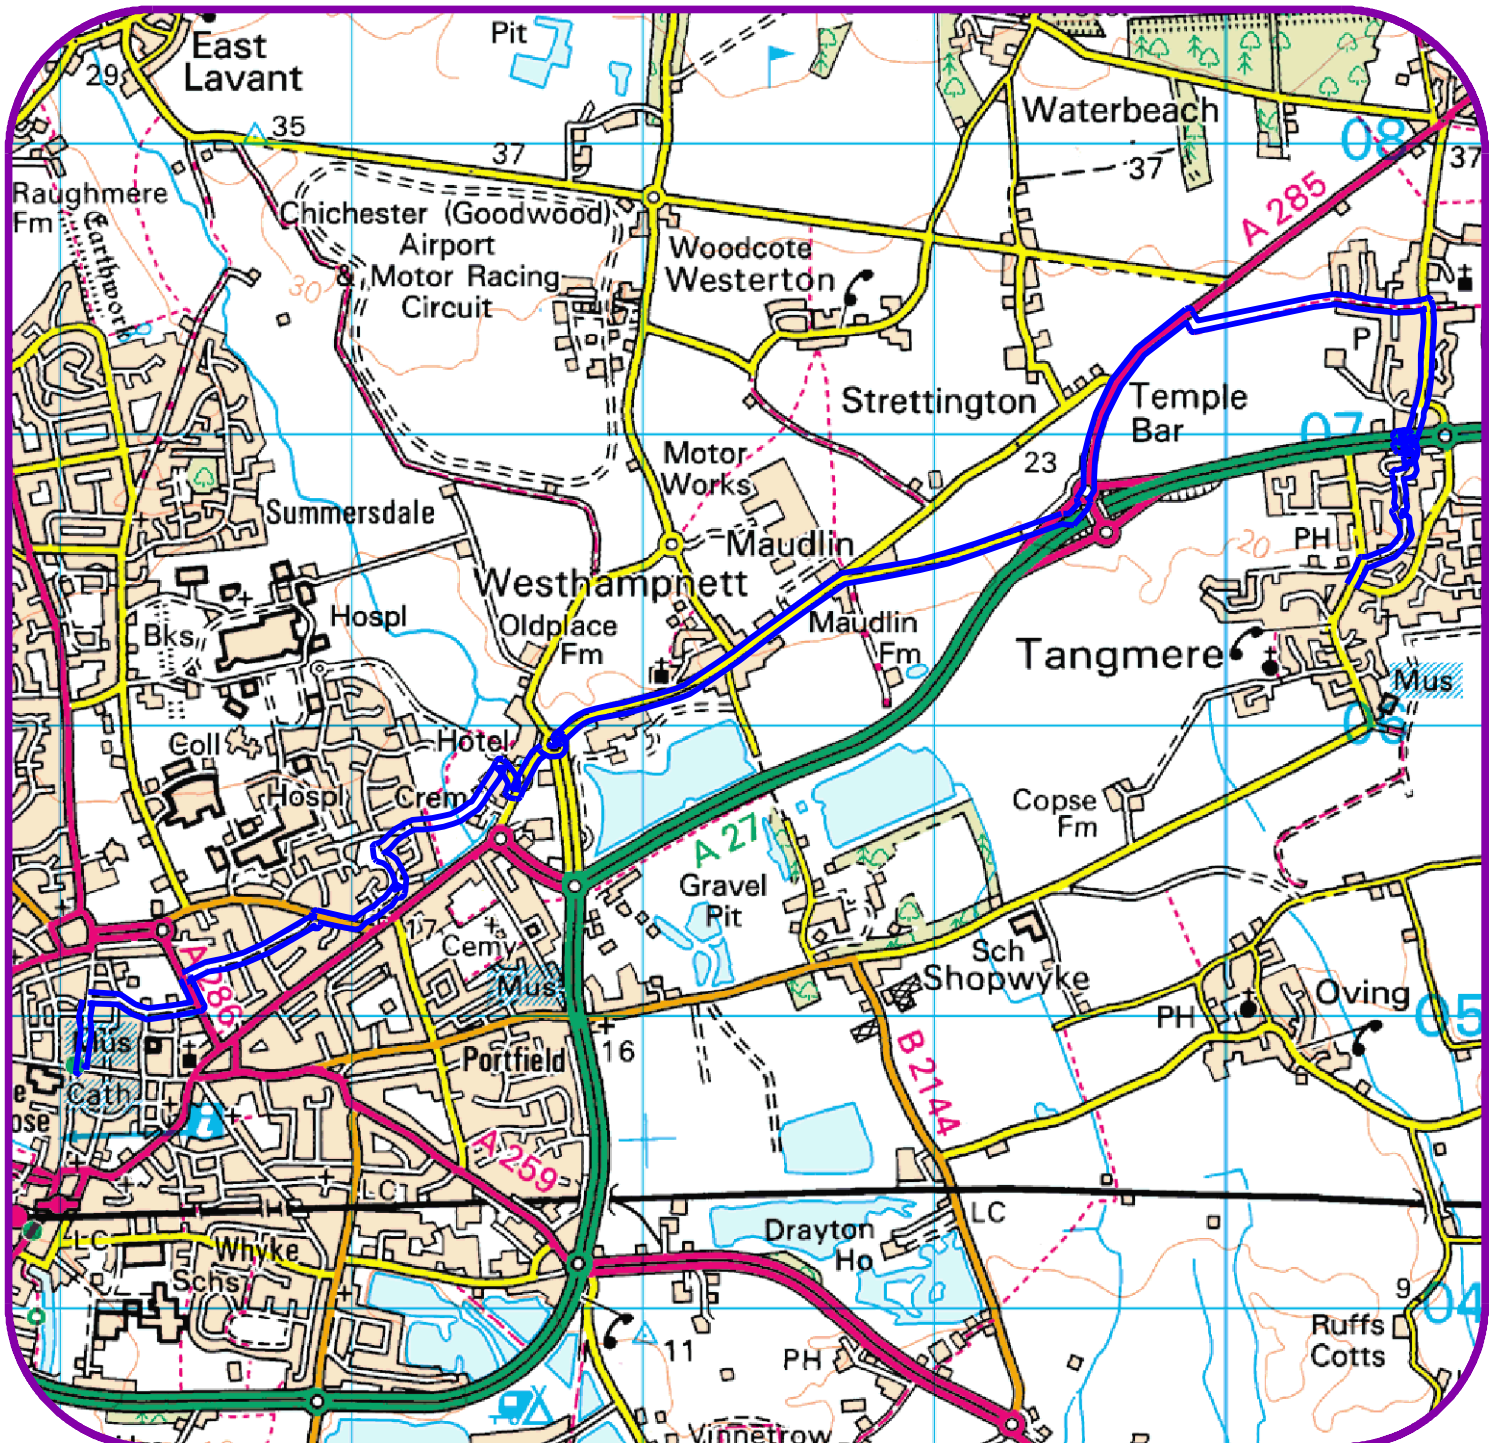 East
Lavant
29
Pit
35
37
Waterbeach
08
37
37
A 285
Raughmere
Fm
Earthwork
Chichester (Goodwood)
Airport
& Motor Racing
Circuit
30
Woodcote
Westerton
P
Strettington
Temple
Bar
07
23
Motor
Works
Summersdale
Maudlin
Westhampnett
PH
20
Hospl
Bks
Oldplace
Fm
Maudlin
Fm
Tangmere
Mus
06
Coll
Hotel
Hospl
Crem
Copse
Fm
A 27
Gravel
Pit
17
Cemy
Mus
Sch
Shopwyke
PH
Oving
05
A 286
Mus
Cath
Portfield
16
B 2144
A 259
LC
LC
Drayton
Ho
LC
Whyke
Schs
9
04
Ruffs
Cotts
11
PH
Vinnetrow